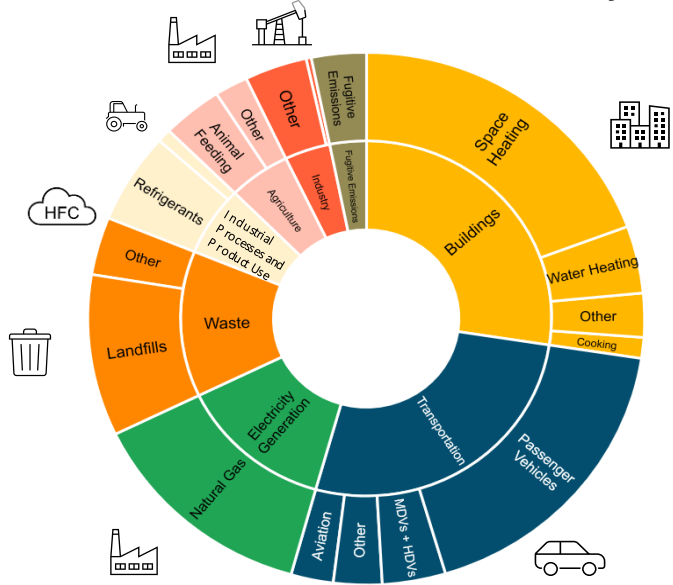 Fugitive
Emissions
Other
Other
Animal
Feeding
Refrigerants
HFC
Other
Landfills
Natural Gas
Aviation
Other
MDVs + HDVs
Passenger
Vehicles
Cooking
Other
Water Heating
Space
Heating
Buildings
Fugitive Emissions
Industry
Agriculture
Industrial
Processes and
Product Use
Waste
Electricity
Generation
Transportation